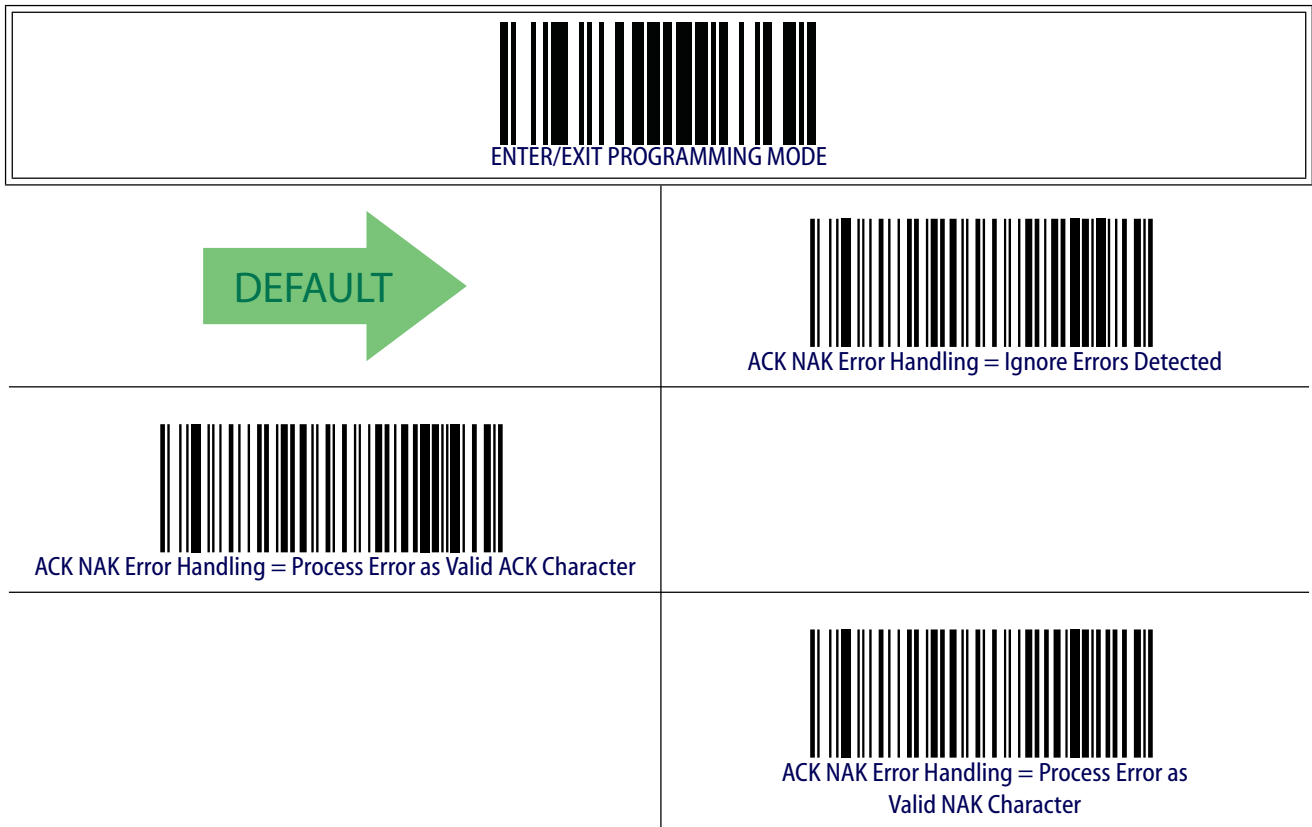 ENTER/EXIT PROGRAMMING MODE
DEFAULT
ACK NAK Error Handling = Ignore Errors Detected
ACK NAK Error Handling = Process Error as Valid ACK Character
ACK NAK Error Handling = Process Error as
Valid NAK Character